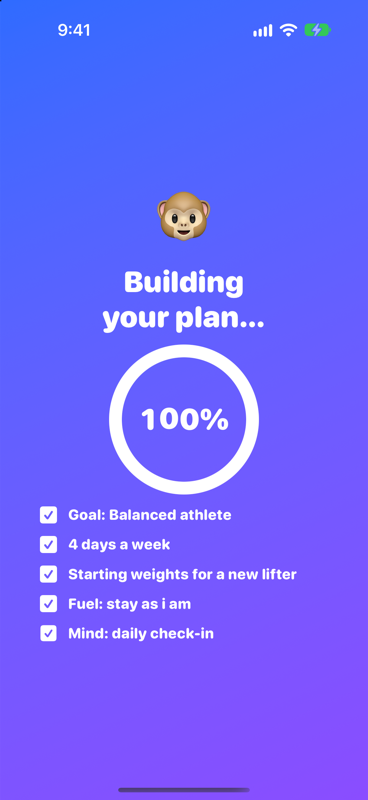 9:41
Building
your plan...
100%
Goal: Balanced athlete
4 days a week
Starting weights for a new lifter
Fuel: stay as i am
Mind: daily check-in